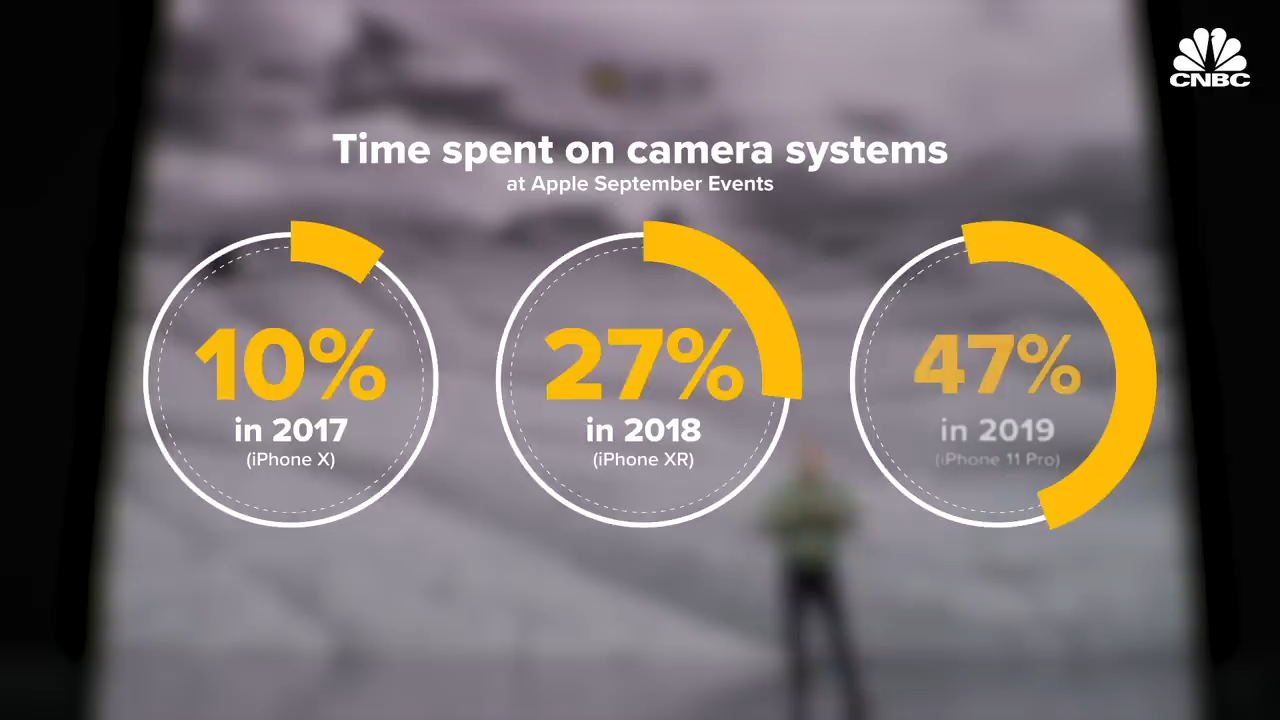 CNBC
Time spent on camera systems
at Apple September Events
10%
in 2017
(iPhone X)
27%
in 2018
(iPhone XR)
47%
in 2019
(iPhone 11 Pro)